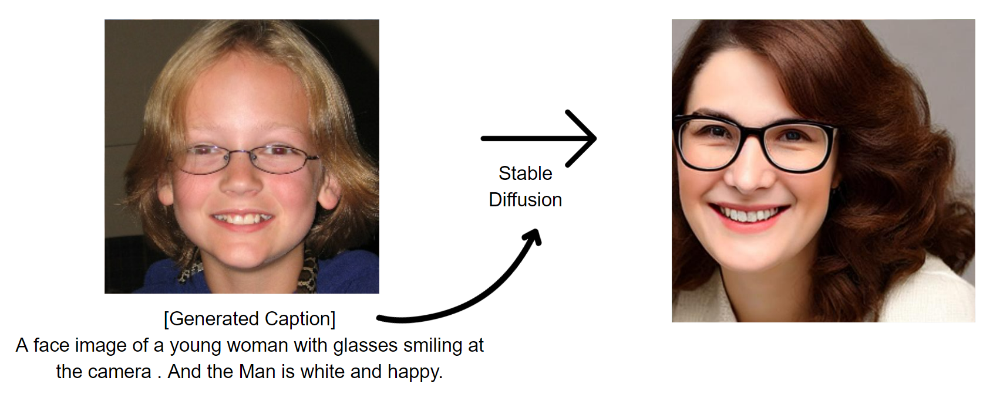 Stable
Diffusion
[Generated Caption]
A face image of a young woman with glasses smiling at
the camera . And the Man is white and happy.